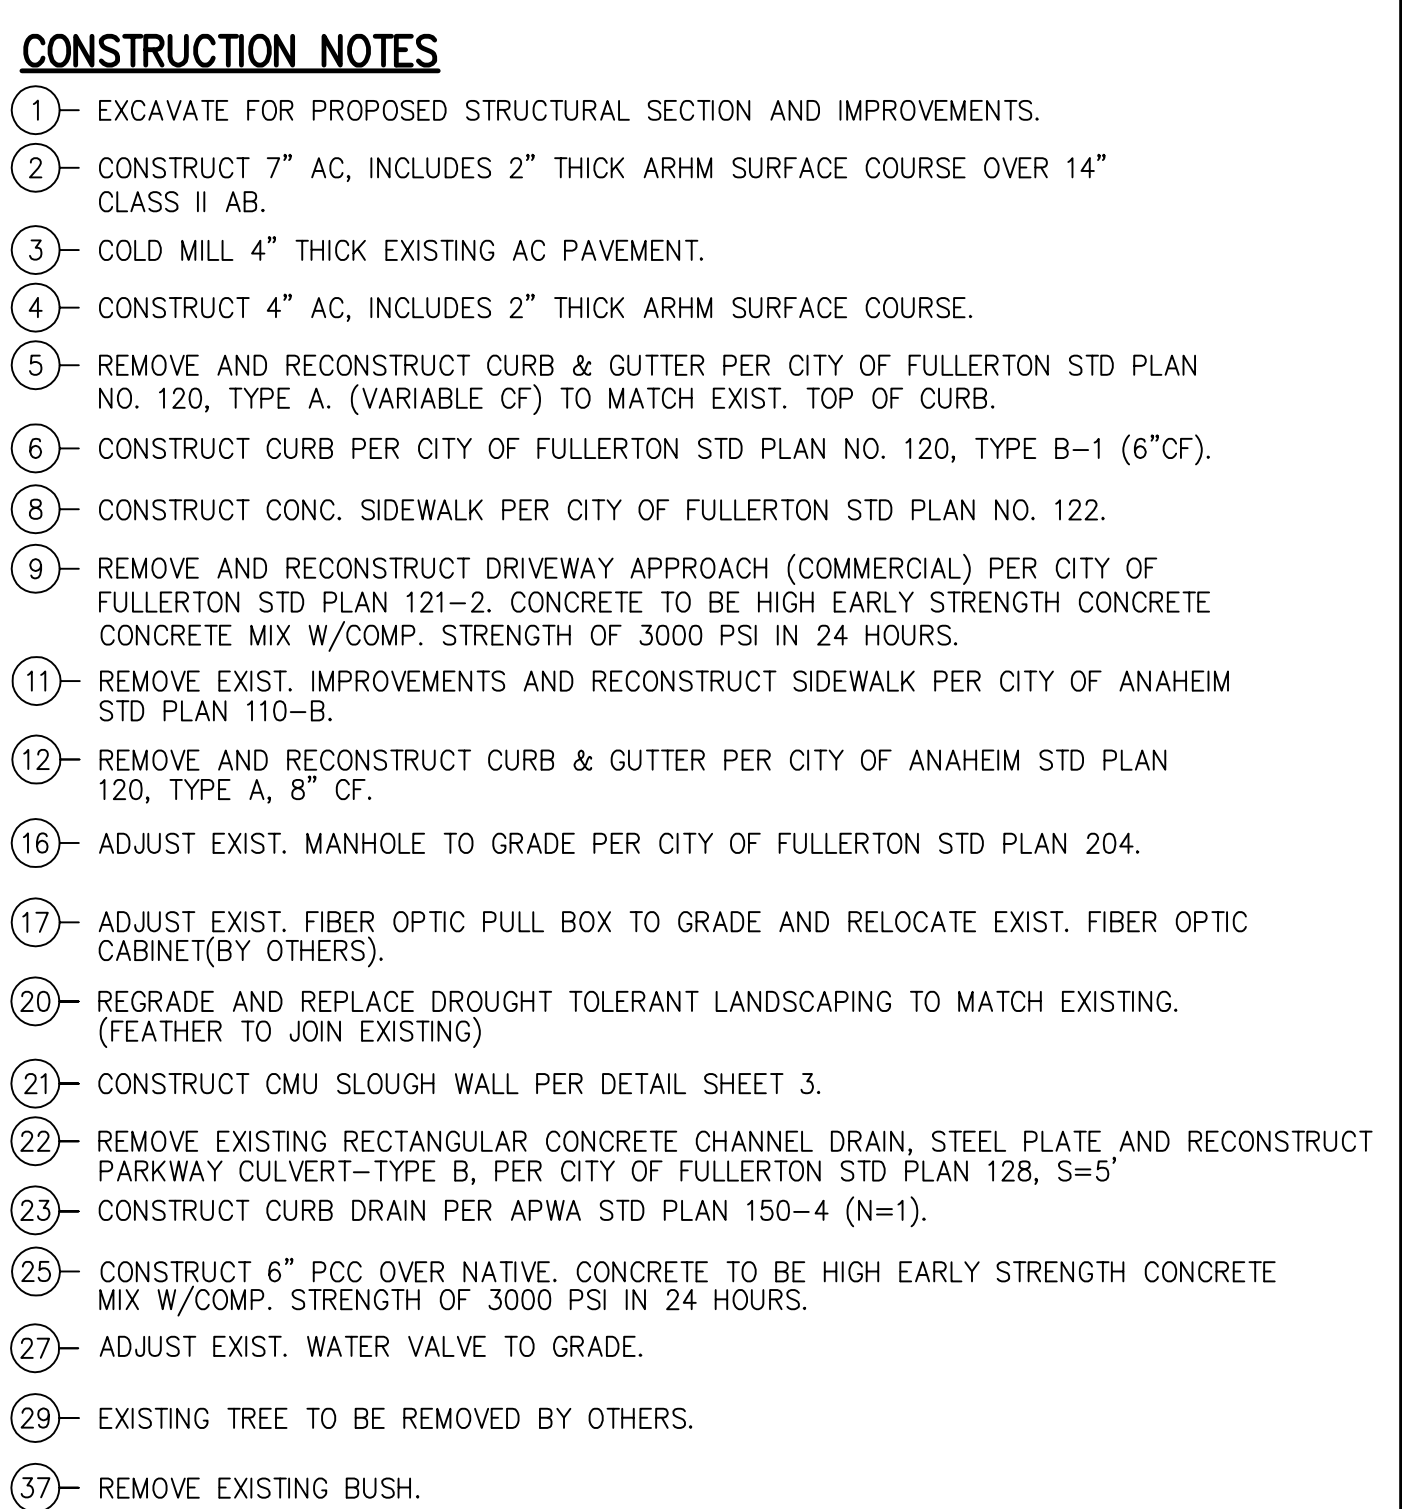 CONSTRUCTION NOTES
1 EXCAVATE FOR PROPOSED STRUCTURAL SECTION AND IMPROVEMENTS.
2 CONSTRUCT 7" AC, INCLUDES 2" THICK ARHM SURFACE COURSE OVER 14"
CLASS II AB.
3 COLD MILL 4" THICK EXISTING AC PAVEMENT.
4 CONSTRUCT 4" AC, INCLUDES 2" THICK ARHM SURFACE COURSE.
5 REMOVE AND RECONSTRUCT CURB & GUTTER PER CITY OF FULLERTON STD PLAN
NO. 120, TYPE A. (VARIABLE CF) TO MATCH EXIST. TOP OF CURB.
6 CONSTRUCT CURB PER CITY OF FULLERTON STD PLAN NO. 120, TYPE B-1 (6"CF).
8 CONSTRUCT CONC. SIDEWALK PER CITY OF FULLERTON STD PLAN NO. 122.
9 REMOVE AND RECONSTRUCT DRIVEWAY APPROACH (COMMERCIAL) PER CITY OF
FULLERTON STD PLAN 121-2. CONCRETE TO BE HIGH EARLY STRENGTH CONCRETE
CONCRETE MIX W/COMP. STRENGTH OF 3000 PSI IN 24 HOURS.
11 REMOVE EXIST. IMPROVEMENTS AND RECONSTRUCT SIDEWALK PER CITY OF ANAHEIM
STD PLAN 110-B.
12 REMOVE AND RECONSTRUCT CURB & GUTTER PER CITY OF ANAHEIM STD PLAN
120, TYPE A, 8" CF.
16 ADJUST EXIST. MANHOLE TO GRADE PER CITY OF FULLERTON STD PLAN 204.
17 ADJUST EXIST. FIBER OPTIC PULL BOX TO GRADE AND RELOCATE EXIST. FIBER OPTIC
CABINET(BY OTHERS).
20 REGRADE AND REPLACE DROUGHT TOLERANT LANDSCAPING TO MATCH EXISTING.
(FEATHER TO JOIN EXISTING)
21 CONSTRUCT CMU SLOUGH WALL PER DETAIL SHEET 3.
22 REMOVE EXISTING RECTANGULAR CONCRETE CHANNEL DRAIN, STEEL PLATE AND RECONSTRUCT
PARKWAY CULVERT-TYPE B, PER CITY OF FULLERTON STD PLAN 128, S=5'
23 CONSTRUCT CURB DRAIN PER APWA STD PLAN 150-4 (N=1).
25 CONSTRUCT 6" PCC OVER NATIVE. CONCRETE TO BE HIGH EARLY STRENGTH CONCRETE
MIX W/COMP. STRENGTH OF 3000 PSI IN 24 HOURS.
27 ADJUST EXIST. WATER VALVE TO GRADE.
29 EXISTING TREE TO BE REMOVED BY OTHERS.
37 REMOVE EXISTING BUSH.